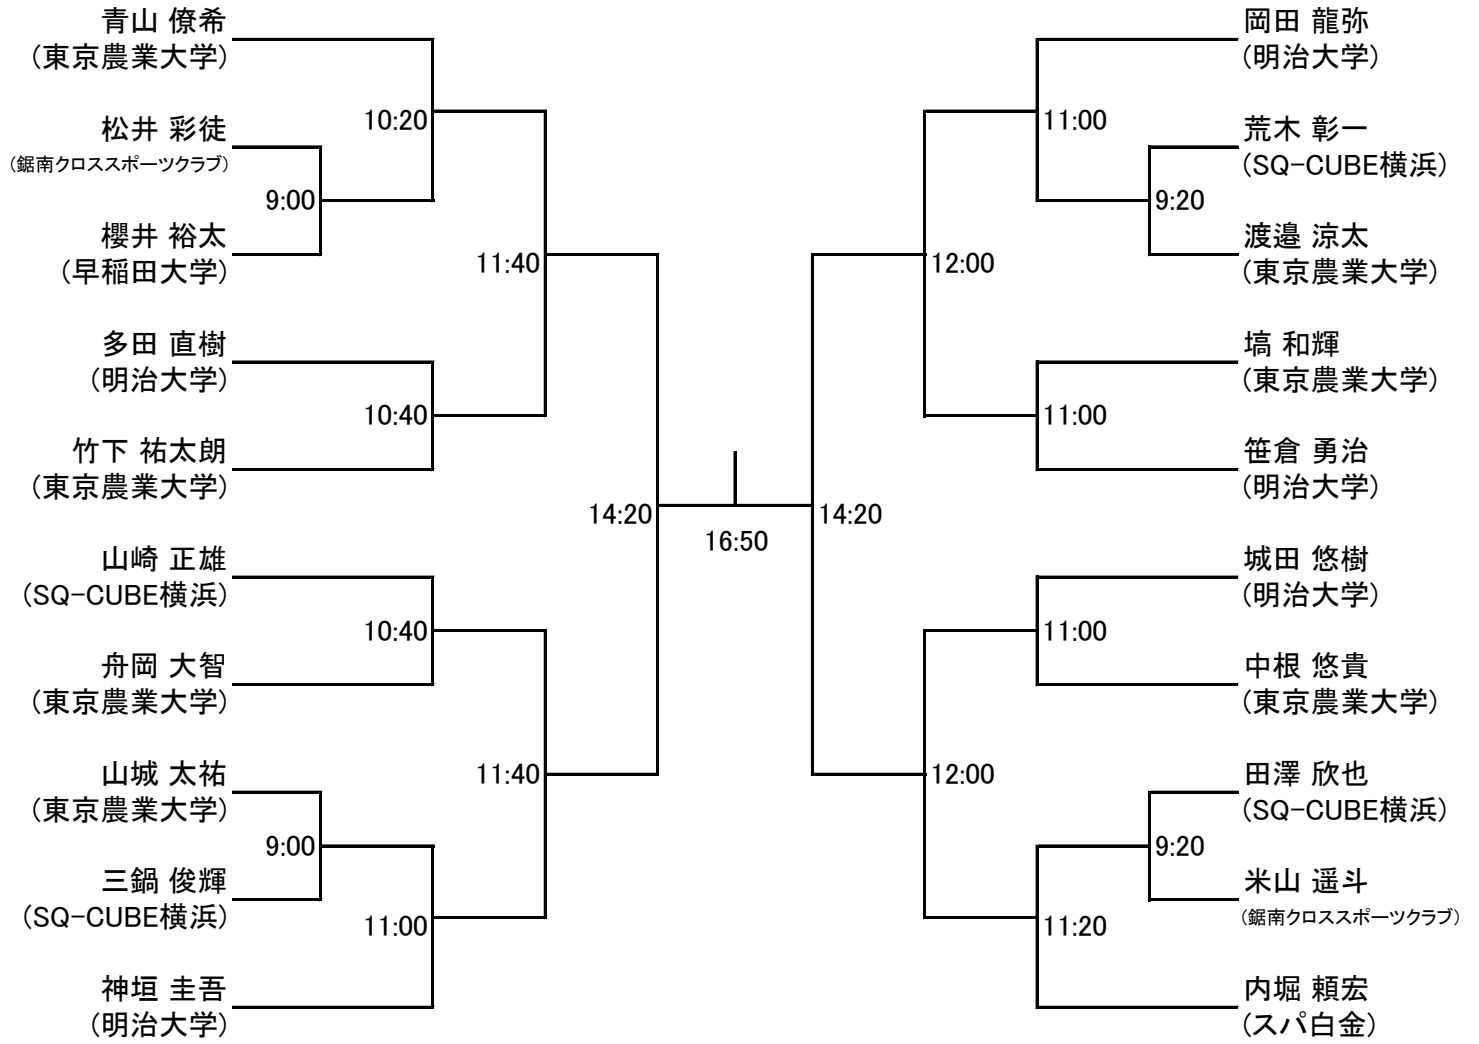 青山 僚希
(東京農業大学)
10:20
松井 彩徒
(鋸南クロススポーツクラブ)
9:00
櫻井 裕太
(早稲田大学)
11:40
多田 直樹
(明治大学)
10:40
竹下 祐太朗
(東京農業大学)
14:20
山崎 正雄
(SQ-CUBE横浜)
10:40
舟岡 大智
(東京農業大学)
11:40
山城 太祐
(東京農業大学)
9:00
三鍋 俊輝
(SQ-CUBE横浜)
11:00
神垣 圭吾
(明治大学)
16:50
岡田 龍弥
(明治大学)
11:00
荒木 彰一
(SQ-CUBE横浜)
9:20
渡邉 涼太
(東京農業大学)
12:00
塙 和輝
(東京農業大学)
11:00
笹倉 勇治
(明治大学)
14:20
城田 悠樹
(明治大学)
11:00
中根 悠貴
(東京農業大学)
12:00
田澤 欣也
(SQ-CUBE横浜)
9:20
米山 遥斗
(鋸南クロススポーツクラブ)
11:20
内堀 頼宏
(スパ白金)